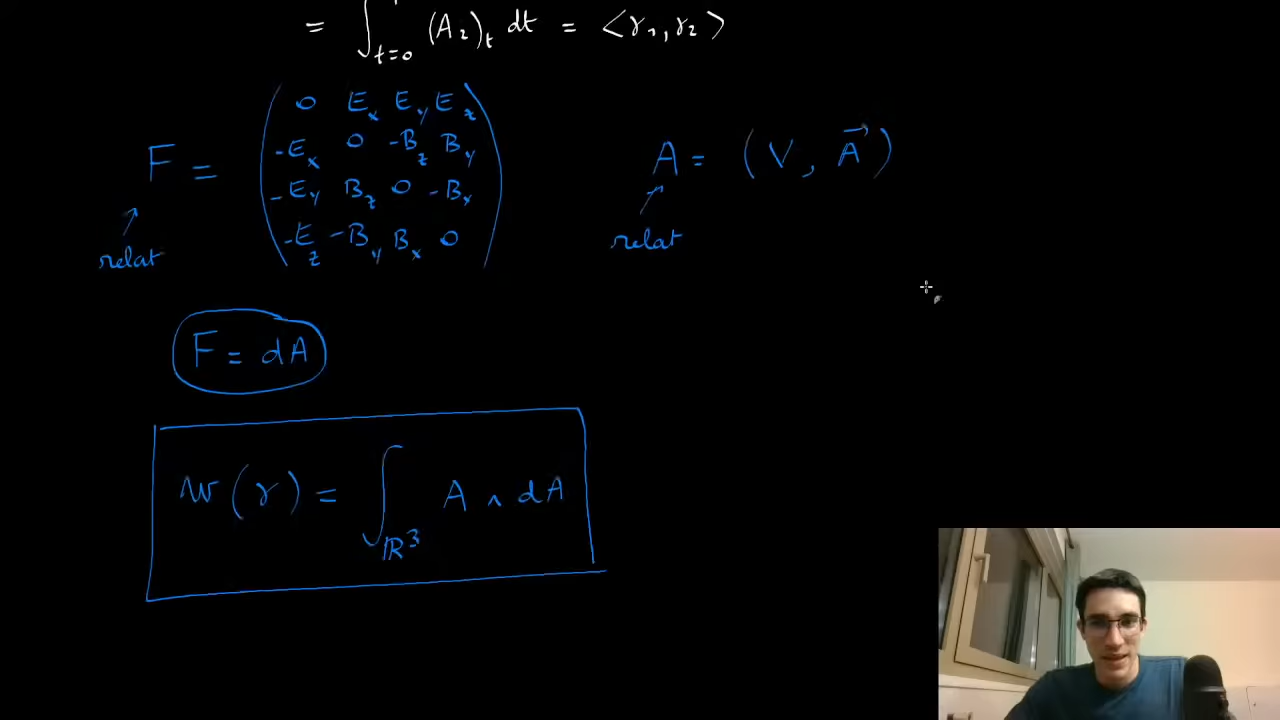 = ∫_{t=0} (A₂)_t dt = <γ₁, γ₂>
F = ( 0 E_x E_y E_z
-E_x 0 -B_z B_y
-E_y B_z 0 -B_x
-E_z -B_y B_x 0 )
A = (V, A⃗)
relat
relat
F = dA
W(γ) = ∫_{ℝ³} A ∧ dA